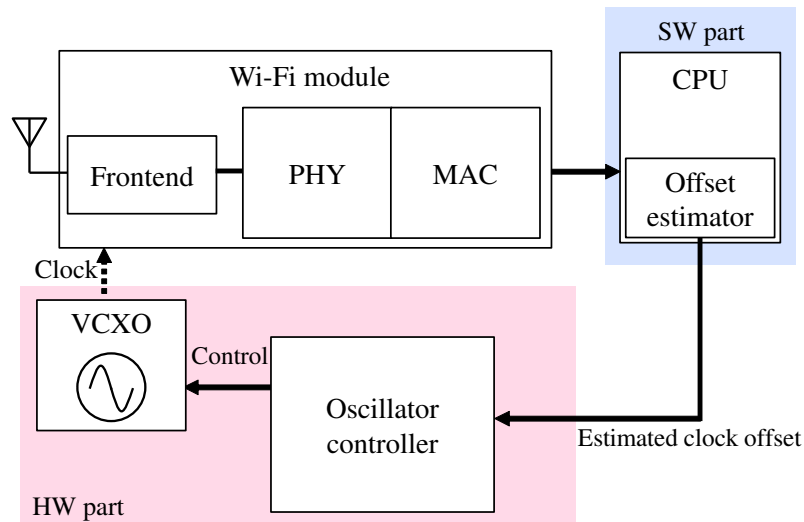 SW part
Wi-Fi module
CPU
Frontend
PHY
MAC
Offset
estimator
Clock
VCXO
Control
Oscillator
controller
Estimated clock offset
HW part